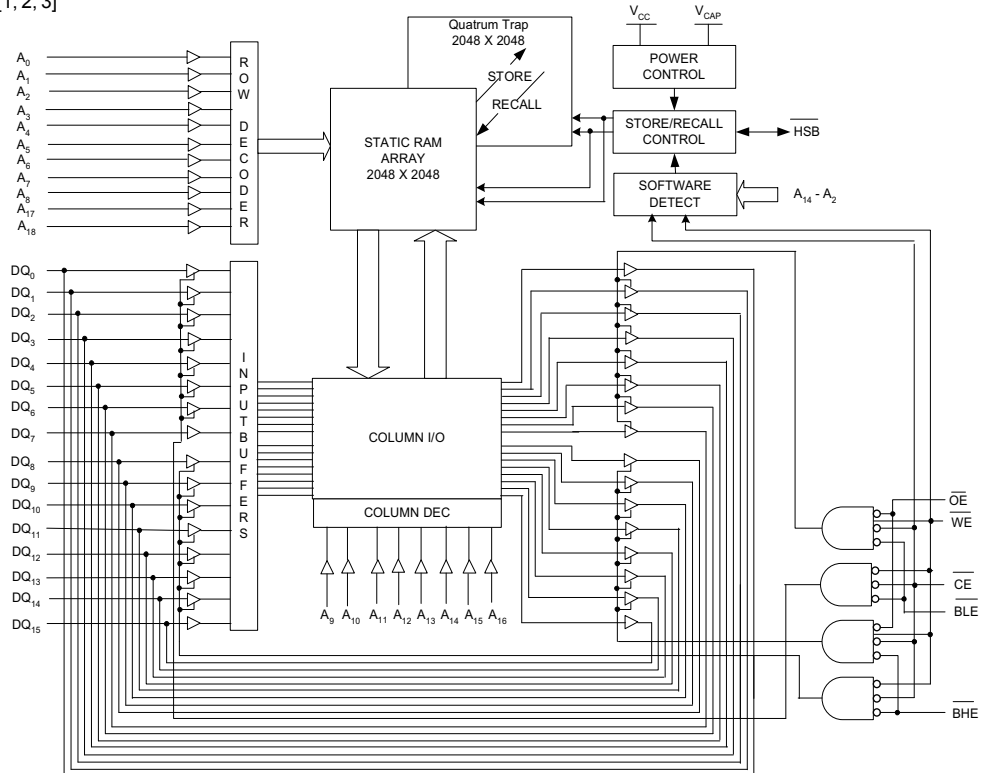 [1, 2, 3]
Quatrum Trap
2048 X 2048
STORE
RECALL
STATIC RAM
ARRAY
2048 X 2048
VCC
VCAP
POWER
CONTROL
STORE/RECALL
CONTROL
HSB
SOFTWARE
DETECT
A14 - A2
A0
A1
A2
A3
A4
A5
A6
A7
A8
A17
A18
ROW DECODER
DQ0
DQ1
DQ2
DQ3
DQ4
DQ5
DQ6
DQ7
DQ8
DQ9
DQ10
DQ11
DQ12
DQ13
DQ14
DQ15
INPUT BUFFERS
COLUMN I/O
COLUMN DEC
A9 A10 A11 A12 A13 A14 A15 A16
OE
WE
CE
BLE
BHE